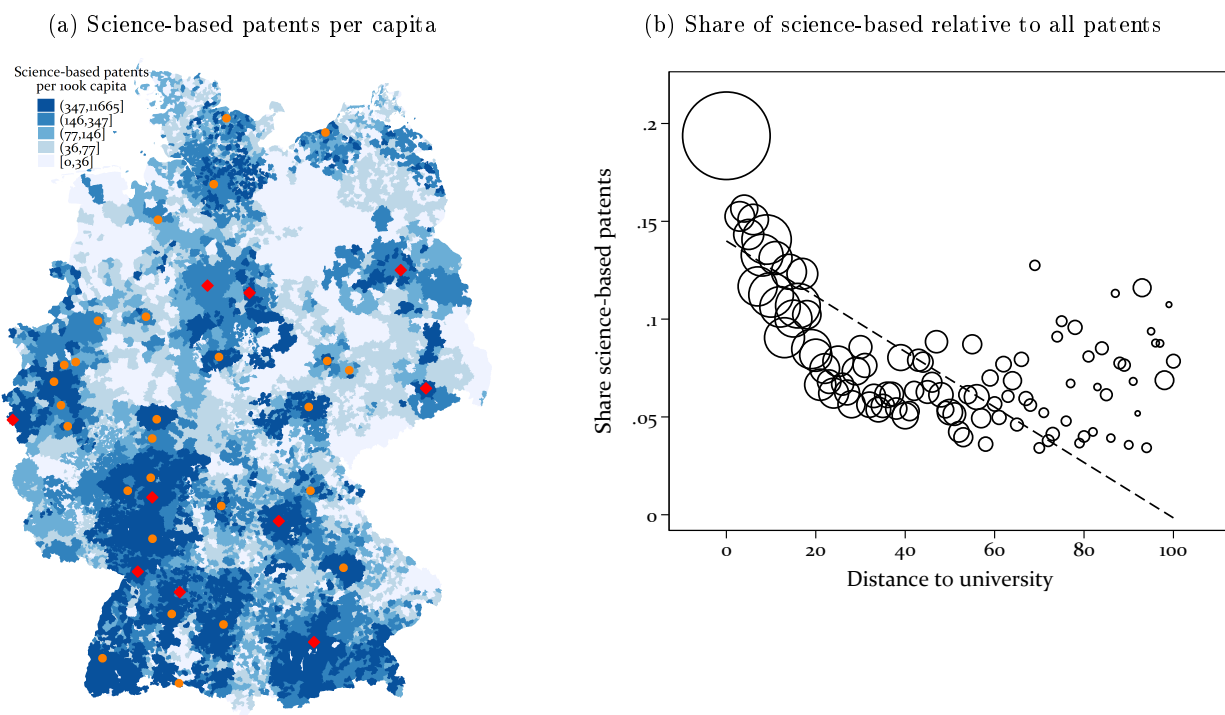 (a) Science-based patents per capita
Science-based patents
per 100k capita
(347,11665]
(146,347]
(77,146]
(36,77]
[0,36]
(b) Share of science-based relative to all patents
Share science-based patents
.2
.15
.1
.05
0
0 20 40 60 80 100
Distance to university